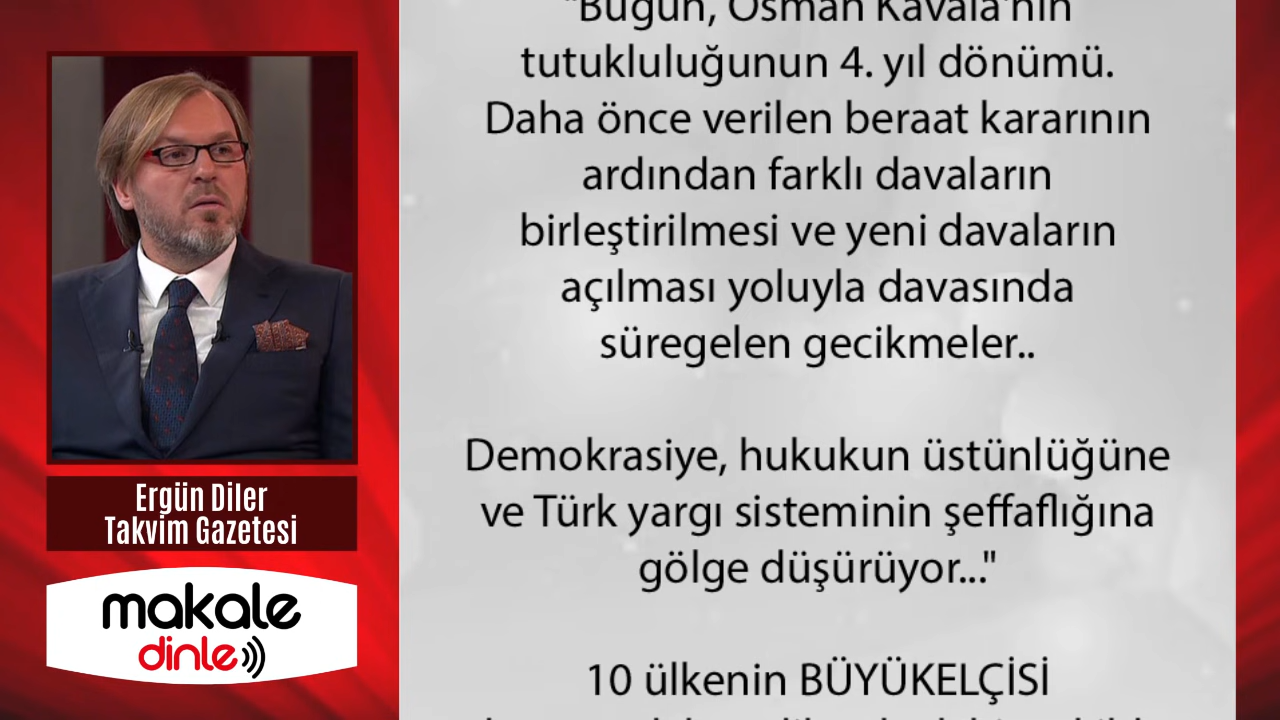 "Bugün, Osman Kavala'nın
tutukluluğunun 4. yıl dönümü.
Daha önce verilen beraat kararının
ardından farklı davaların
birleştirilmesi ve yeni davaların
açılması yoluyla davasında
süregelen gecikmeler..
Demokrasiye, hukukun üstünlüğüne
ve Türk yargı sisteminin şeffaflığına
gölge düşürüyor..."
10 ülkenin BÜYÜKELÇİSİ
Ergün Diler
Takvim Gazetesi
makale
dinle